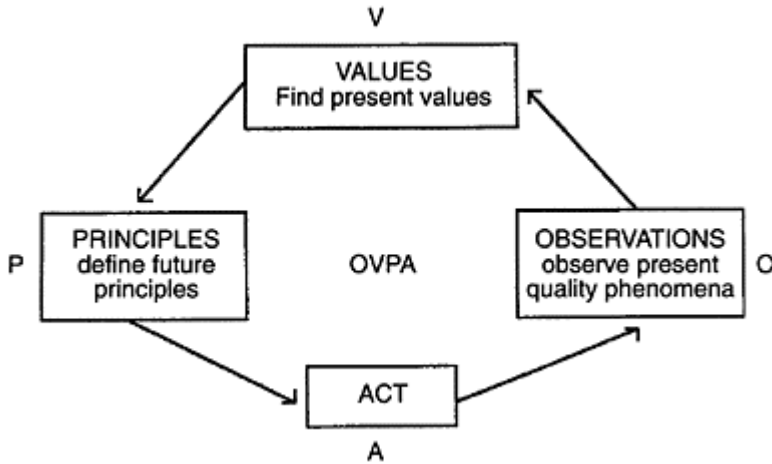 V
VALUES
Find present values
P
PRINCIPLES
define future
principles
OVPA
OBSERVATIONS
observe present
quality phenomena
O
ACT
A